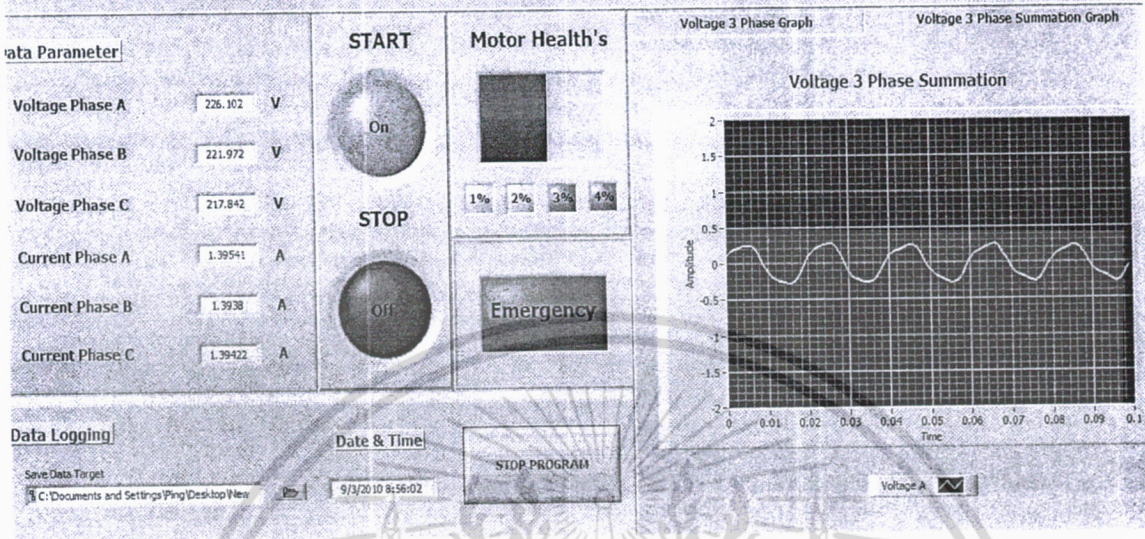 Data Parameter
Voltage Phase A 226.102 V
Voltage Phase B 221.972 V
Voltage Phase C 217.842 V
Current Phase A 1.39541 A
Current Phase B 1.3938 A
Current Phase C 1.39422 A
START
On
STOP
Off
Motor Health's
1% 2% 3% 4%
Emergency
Voltage 3 Phase Graph Voltage 3 Phase Summation Graph
Voltage 3 Phase Summation
Amplitude
2
1.5
1
0.5
0
-0.5
-1
-1.5
-2
0 0.01 0.02 0.03 0.04 0.05 0.06 0.07 0.08 0.09 0.1
Time
Voltage A
Data Logging
Save Data Target
C:\Documents and Settings\Ping\Desktop\New
Date & Time
9/3/2010 8:56:02
STOP PROGRAM